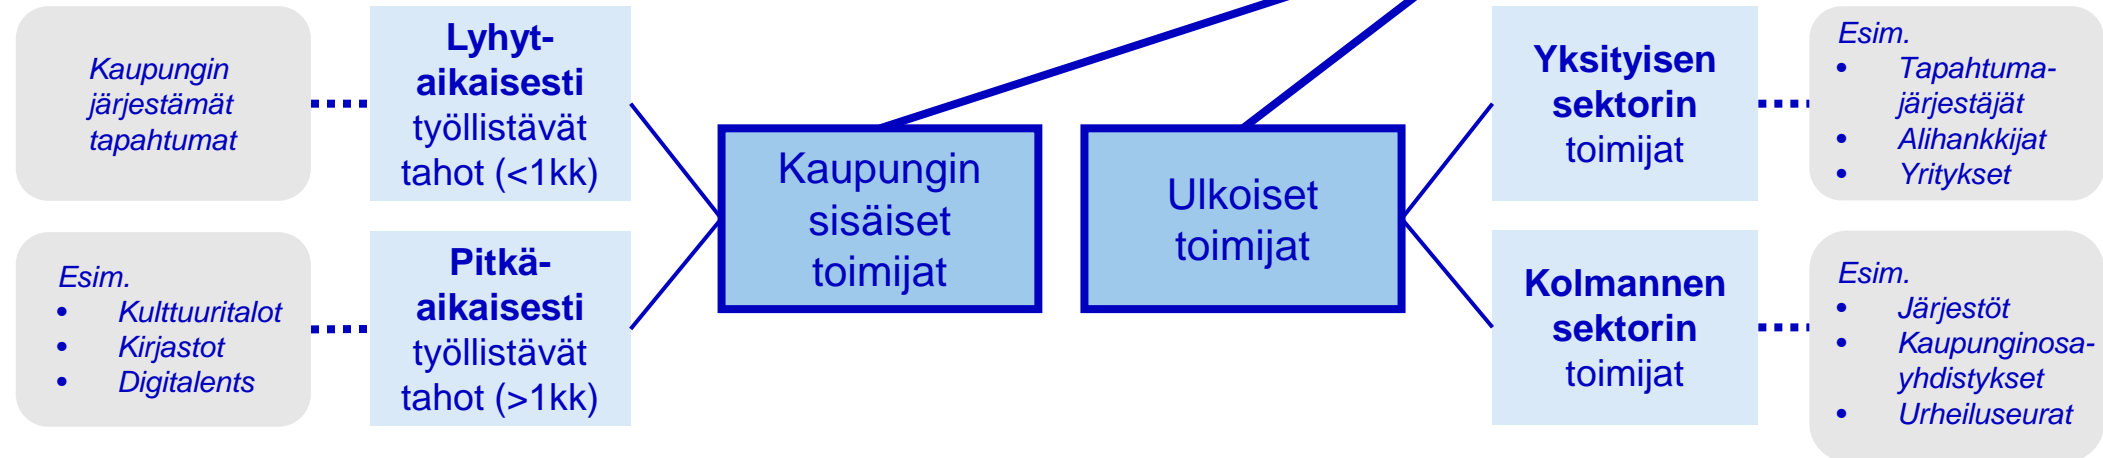 Kaupungin
järjestämät
tapahtumat
Lyhyt-
aikaisesti
työllistävät
tahot (<1kk)
Esim.
• Kulttuuritalot
• Kirjastot
• Digitalents
Pitkä-
aikaisesti
työllistävät
tahot (>1kk)
Kaupungin
sisäiset
toimijat
Ulkoiset
toimijat
Yksityisen
sektorin
toimijat
Esim.
• Tapahtuma-
järjestäjät
• Alihankkijat
• Yritykset
Kolmannen
sektorin
toimijat
Esim.
• Järjestöt
• Kaupunginosa-
yhdistykset
• Urheiluseurat